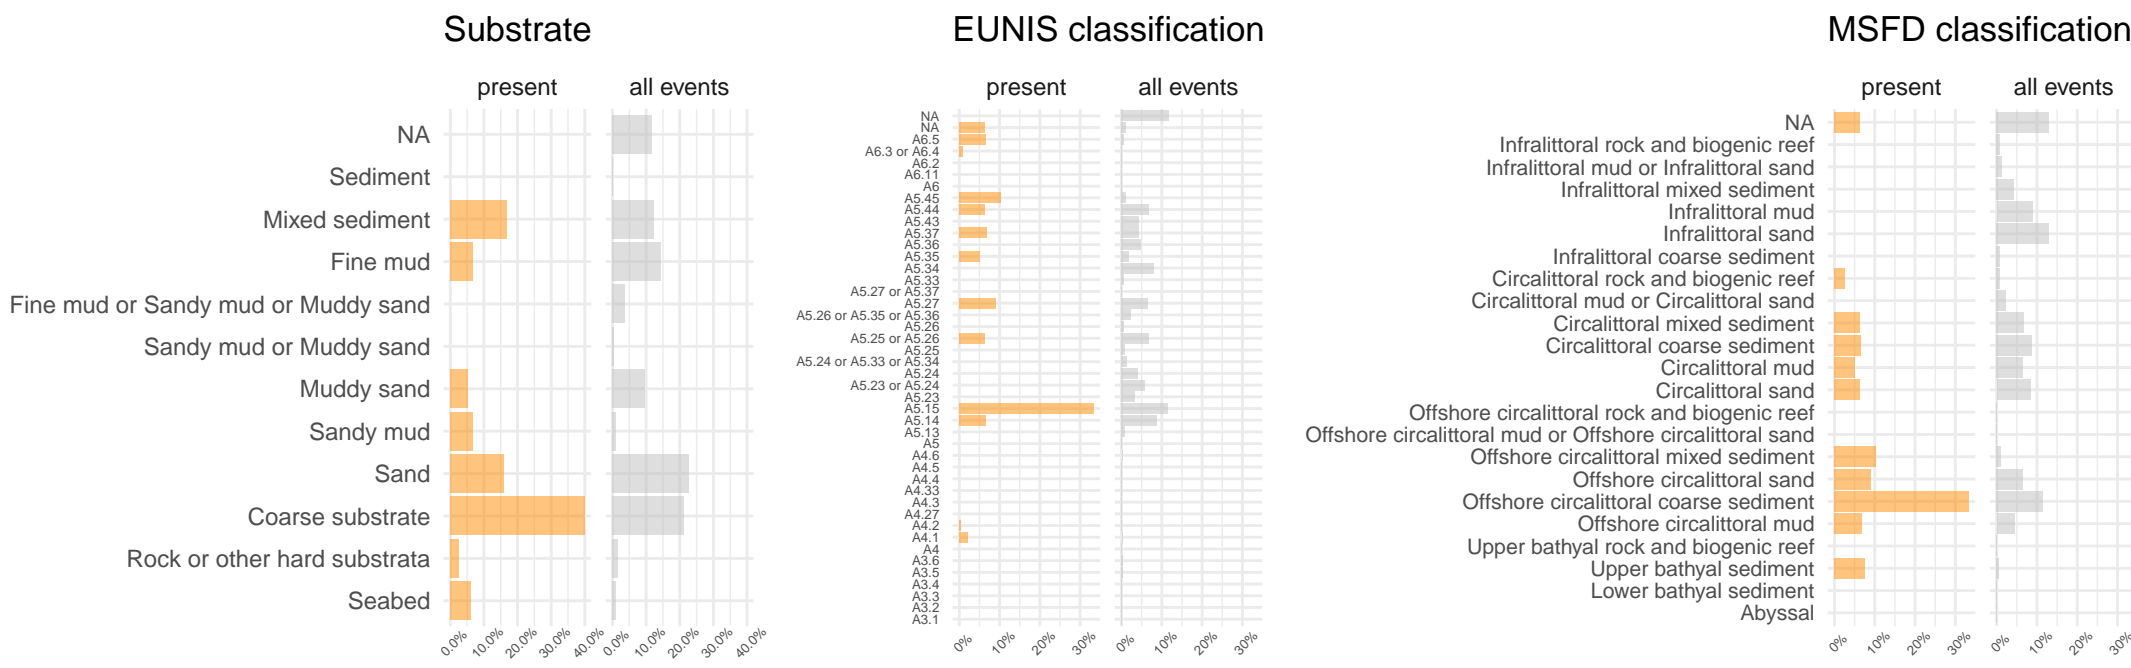 Substrate
present all events
NA
Sediment
Mixed sediment
Fine mud
Fine mud or Sandy mud or Muddy sand
Sandy mud or Muddy sand
Muddy sand
Sandy mud
Sand
Coarse substrate
Rock or other hard substrata
Seabed
0.0% 10.0% 20.0% 30.0% 40.0% 0.0% 10.0% 20.0% 30.0% 40.0%
EUNIS classification
present all events
NA
NA
A6.5
A6.3 or A6.4
A6.2
A6.11
A6
A5.45
A5.44
A5.43
A5.37
A5.36
A5.35
A5.34
A5.33
A5.27 or A5.37
A5.27
A5.26 or A5.35 or A5.36
A5.26
A5.25 or A5.26
A5.25
A5.24 or A5.33 or A5.34
A5.24
A5.23 or A5.24
A5.23
A5.15
A5.14
A5.13
A5
A4.6
A4.5
A4.4
A4.33
A4.3
A4.27
A4.2
A4.1
A4
A3.6
A3.5
A3.4
A3.3
A3.2
A3.1
0% 10% 20% 30% 0% 10% 20% 30%
MSFD classification
present all events
NA
Infralittoral rock and biogenic reef
Infralittoral mud or Infralittoral sand
Infralittoral mixed sediment
Infralittoral mud
Infralittoral sand
Infralittoral coarse sediment
Circalittoral rock and biogenic reef
Circalittoral mud or Circalittoral sand
Circalittoral mixed sediment
Circalittoral coarse sediment
Circalittoral mud
Circalittoral sand
Offshore circalittoral rock and biogenic reef
Offshore circalittoral mud or Offshore circalittoral sand
Offshore circalittoral mixed sediment
Offshore circalittoral sand
Offshore circalittoral coarse sediment
Offshore circalittoral mud
Upper bathyal rock and biogenic reef
Upper bathyal sediment
Lower bathyal sediment
Abyssal
0% 10% 20% 30% 0% 10% 20% 30%